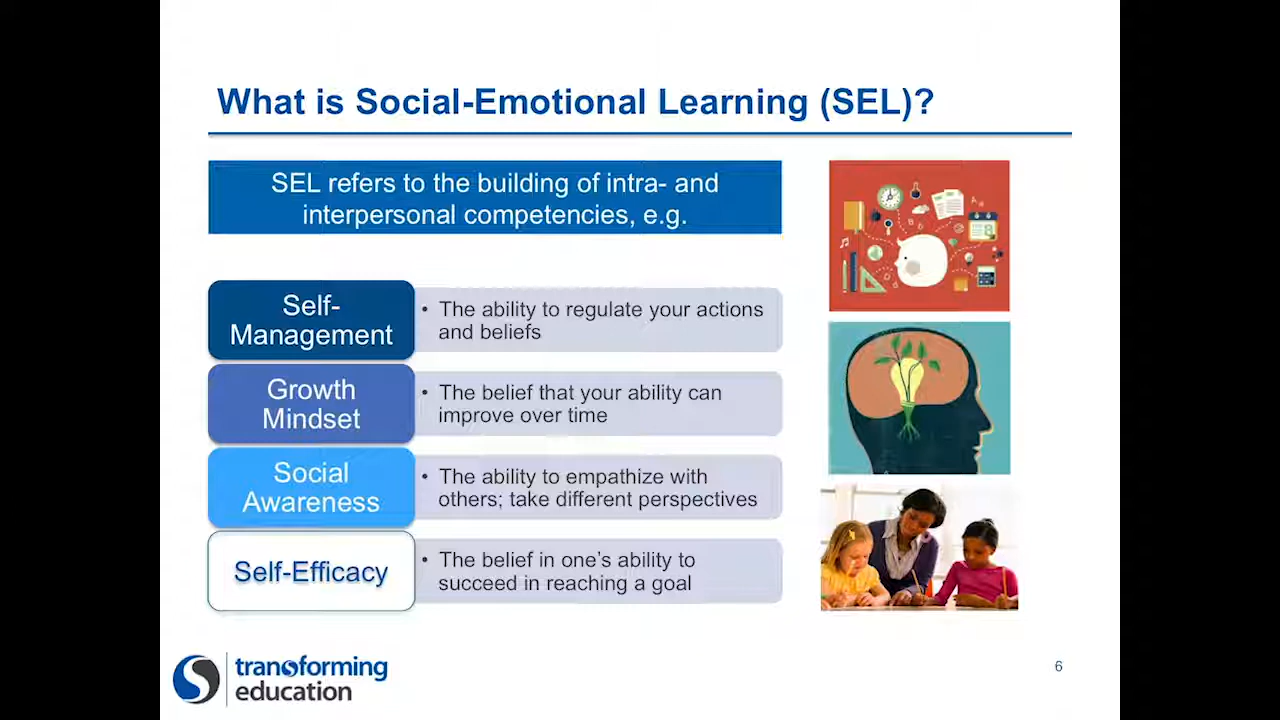 What is Social-Emotional Learning (SEL)?
SEL refers to the building of intra- and
interpersonal competencies, e.g.
Self-
Management
• The ability to regulate your actions
and beliefs
Growth
Mindset
• The belief that your ability can
improve over time
Social
Awareness
• The ability to empathize with
others; take different perspectives
Self-Efficacy
• The belief in one’s ability to
succeed in reaching a goal
transforming
education
6